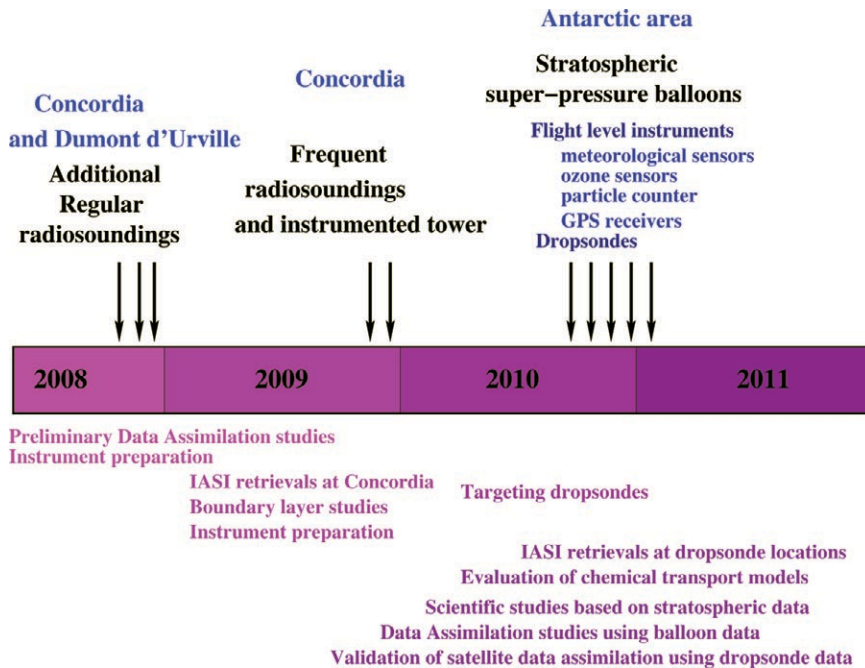 Antarctic area
Stratospheric
super-pressure balloons
Flight level instruments
meteorological sensors
ozone sensors
particle counter
GPS receivers
Dropsondes
Concordia
Frequent
radiosoundings
and instrumented tower
Concordia
and Dumont d'Urville
Additional
Regular
radiosoundings
2008 2009 2010 2011
Preliminary Data Assimilation studies
Instrument preparation
IASI retrievals at Concordia
Boundary layer studies
Instrument preparation
Targeting dropsondes
IASI retrievals at dropsonde locations
Evaluation of chemical transport models
Scientific studies based on stratospheric data
Data Assimilation studies using balloon data
Validation of satellite data assimilation using dropsonde data